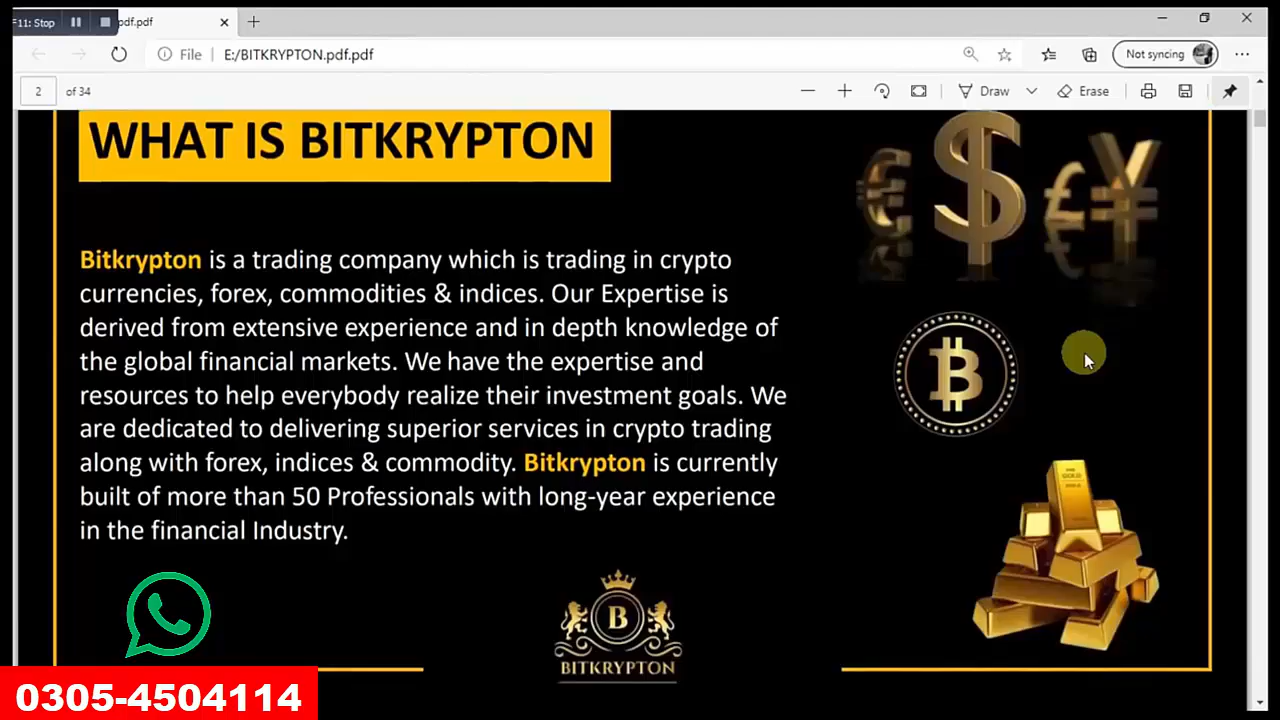 F11: Stop
pdf.pdf
File
E:/BITKRYPTON.pdf.pdf
Not syncing
2 of 34
Draw
Erase
WHAT IS BITKRYPTON
€ $ £ ¥
Bitkrypton is a trading company which is trading in crypto
currencies, forex, commodities & indices. Our Expertise is
derived from extensive experience and in depth knowledge of
the global financial markets. We have the expertise and
resources to help everybody realize their investment goals. We
are dedicated to delivering superior services in crypto trading
along with forex, indices & commodity. Bitkrypton is currently
built of more than 50 Professionals with long-year experience
in the financial Industry.
B
BITKRYPTON
0305-4504114